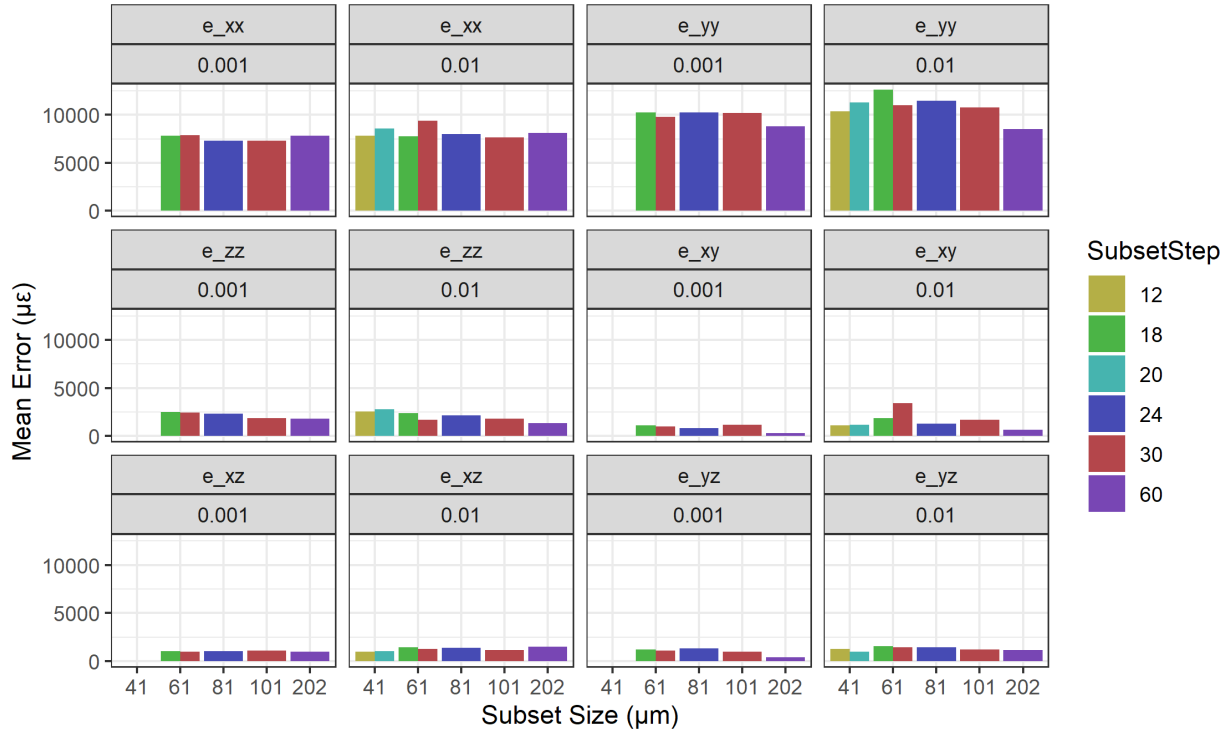 e_xx e_xx e_yy e_yy
0.001 0.01 0.001 0.01
10000
5000
0
e_zz e_zz e_xy e_xy
0.001 0.01 0.001 0.01
10000
5000
0
e_xz e_xz e_yz e_yz
0.001 0.01 0.001 0.01
10000
5000
0
41 61 81 101 202 41 61 81 101 202 41 61 81 101 202 41 61 81 101 202
Subset Size (μm)
Mean Error (με)
SubsetStep
12
18
20
24
30
60